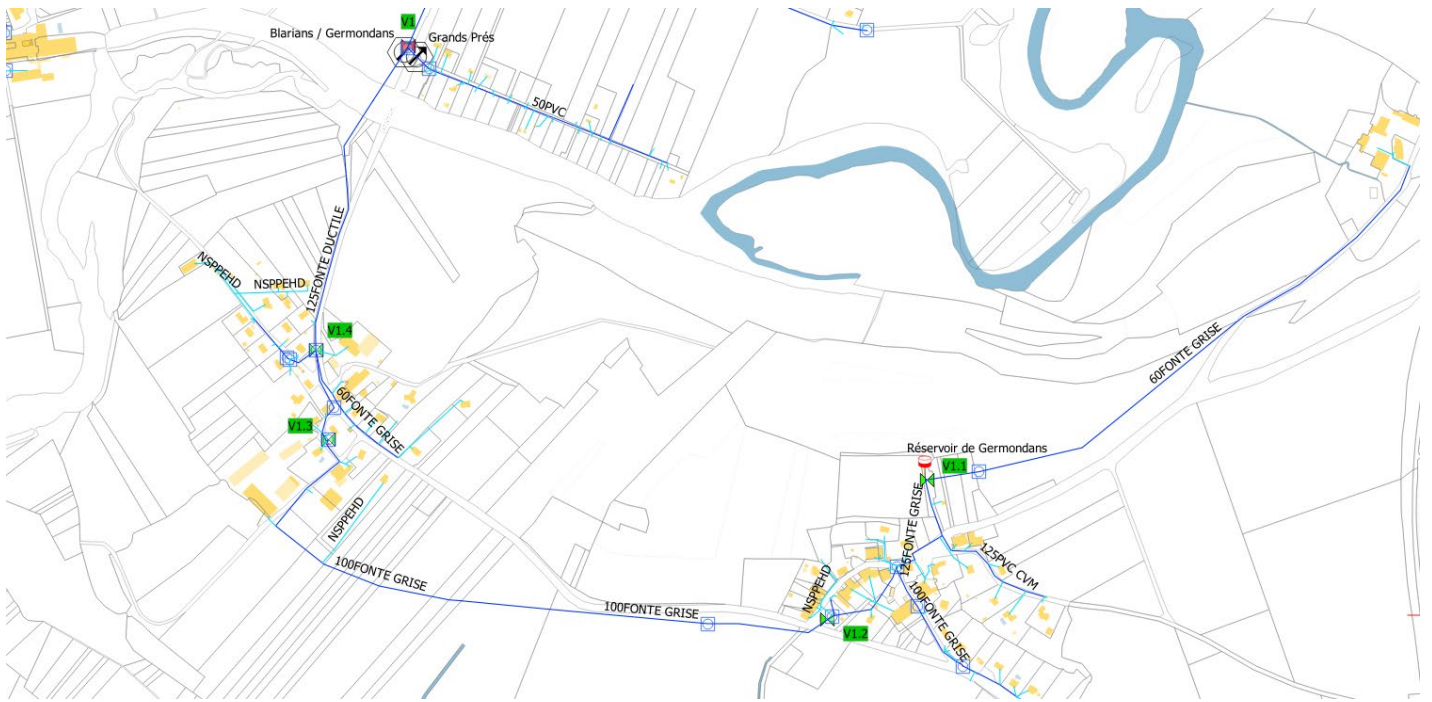 V1
Blarians / Germondans
Grands Prés
50PVC
125FONTE DUCTILE
NSPPEHD
NSPPEHD
V1.4
60FONTE GRISE
60FONTE GRISE
V1.3
Réservoir de Germondans
V1.1
NSPPEHD
125FONTE GRISE
125PVC CVM
100FONTE GRISE
NSPPEHD
100FONTE GRISE
100FONTE GRISE
V1.2